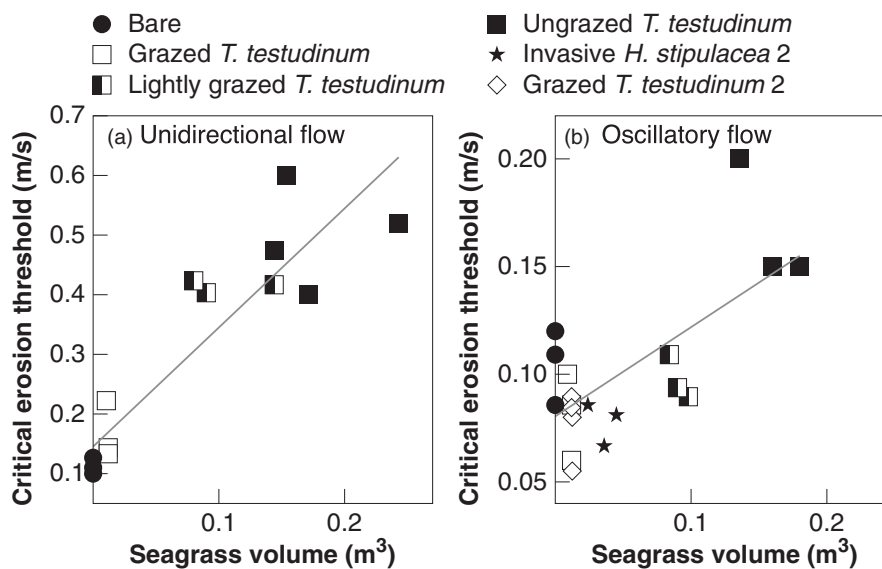 Bare
Grazed T. testudinum
Lightly grazed T. testudinum
Ungrazed T. testudinum
Invasive H. stipulacea 2
Grazed T. testudinum 2
(a) Unidirectional flow
Critical erosion threshold (m/s)
0.7
0.6
0.5
0.4
0.3
0.2
0.1
0.1
0.2
Seagrass volume (m³)
(b) Oscillatory flow
Critical erosion threshold (m/s)
0.20
0.15
0.10
0.05
0.1
0.2
Seagrass volume (m³)